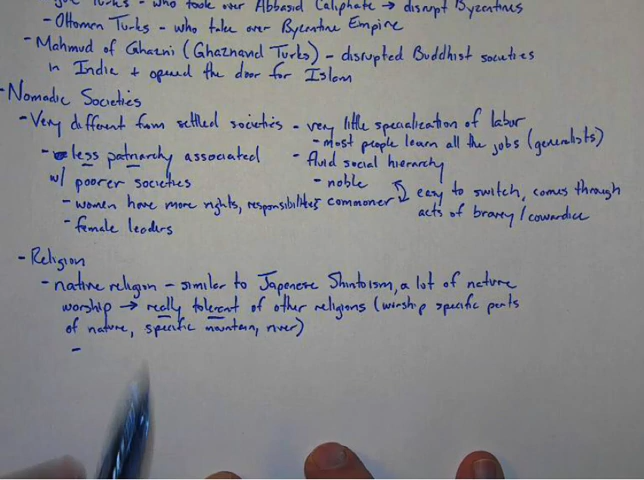 Turks - who took over Abbasid Caliphate → disrupt Byzantines
- Ottomen Turks - who take over Byzantine Empire
- Mahmud of Ghazni (Ghaznavid Turks) - disrupted Buddhist societies
in India + opened the door for Islam
- Nomadic Societies
- Very different from settled societies - very little specialization of labor
- most people learn all the jobs (generalists)
- less patriarchy associated - fluid social hierarchy
w/ poorer societies - noble
easy to switch, comes through
- women have more rights, responsibilities commoner acts of bravery/cowardice
- female leaders
- Religion
- native religion - similar to Japenese Shintoism, a lot of nature
worship → really tolerent of other religions (worship specific parts
of nature, specific mountain, river)
-